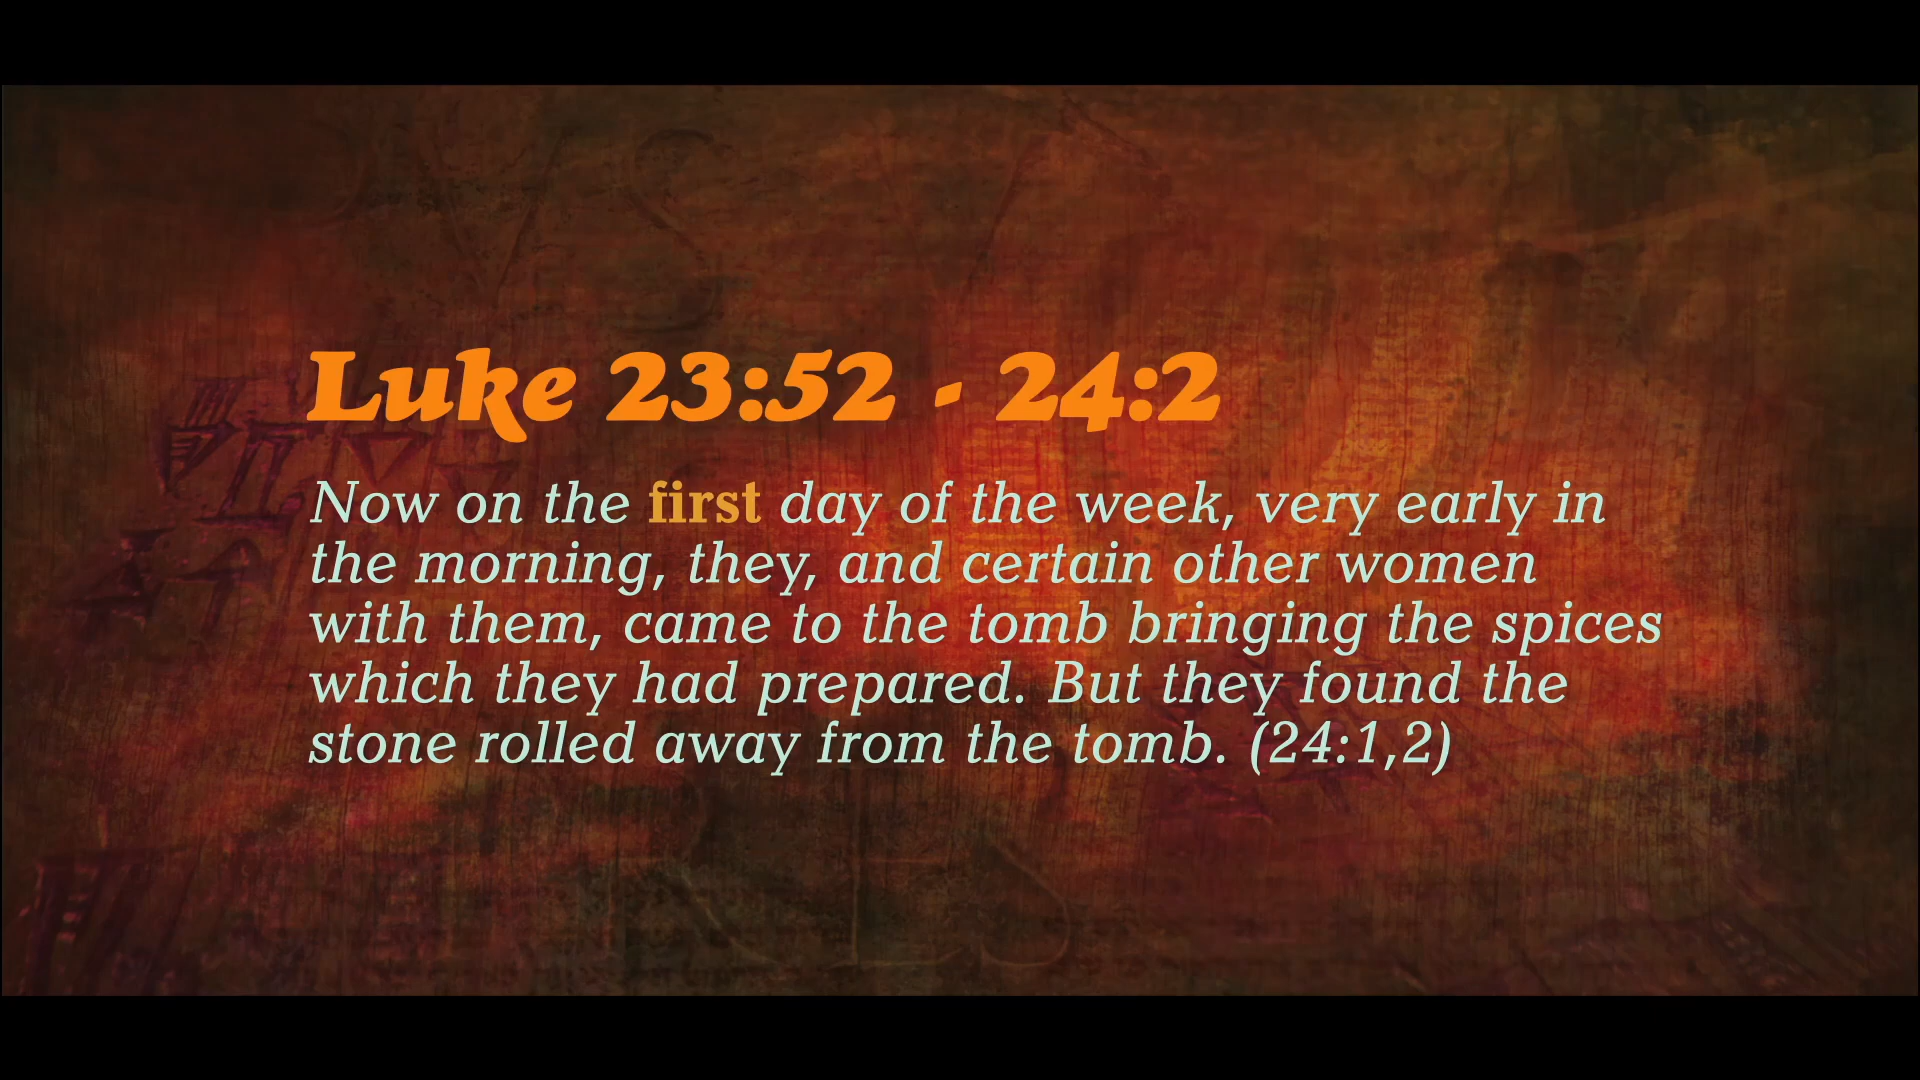 Luke 23:52 - 24:2
Now on the first day of the week, very early in
the morning, they, and certain other women
with them, came to the tomb bringing the spices
which they had prepared. But they found the
stone rolled away from the tomb. (24:1,2)